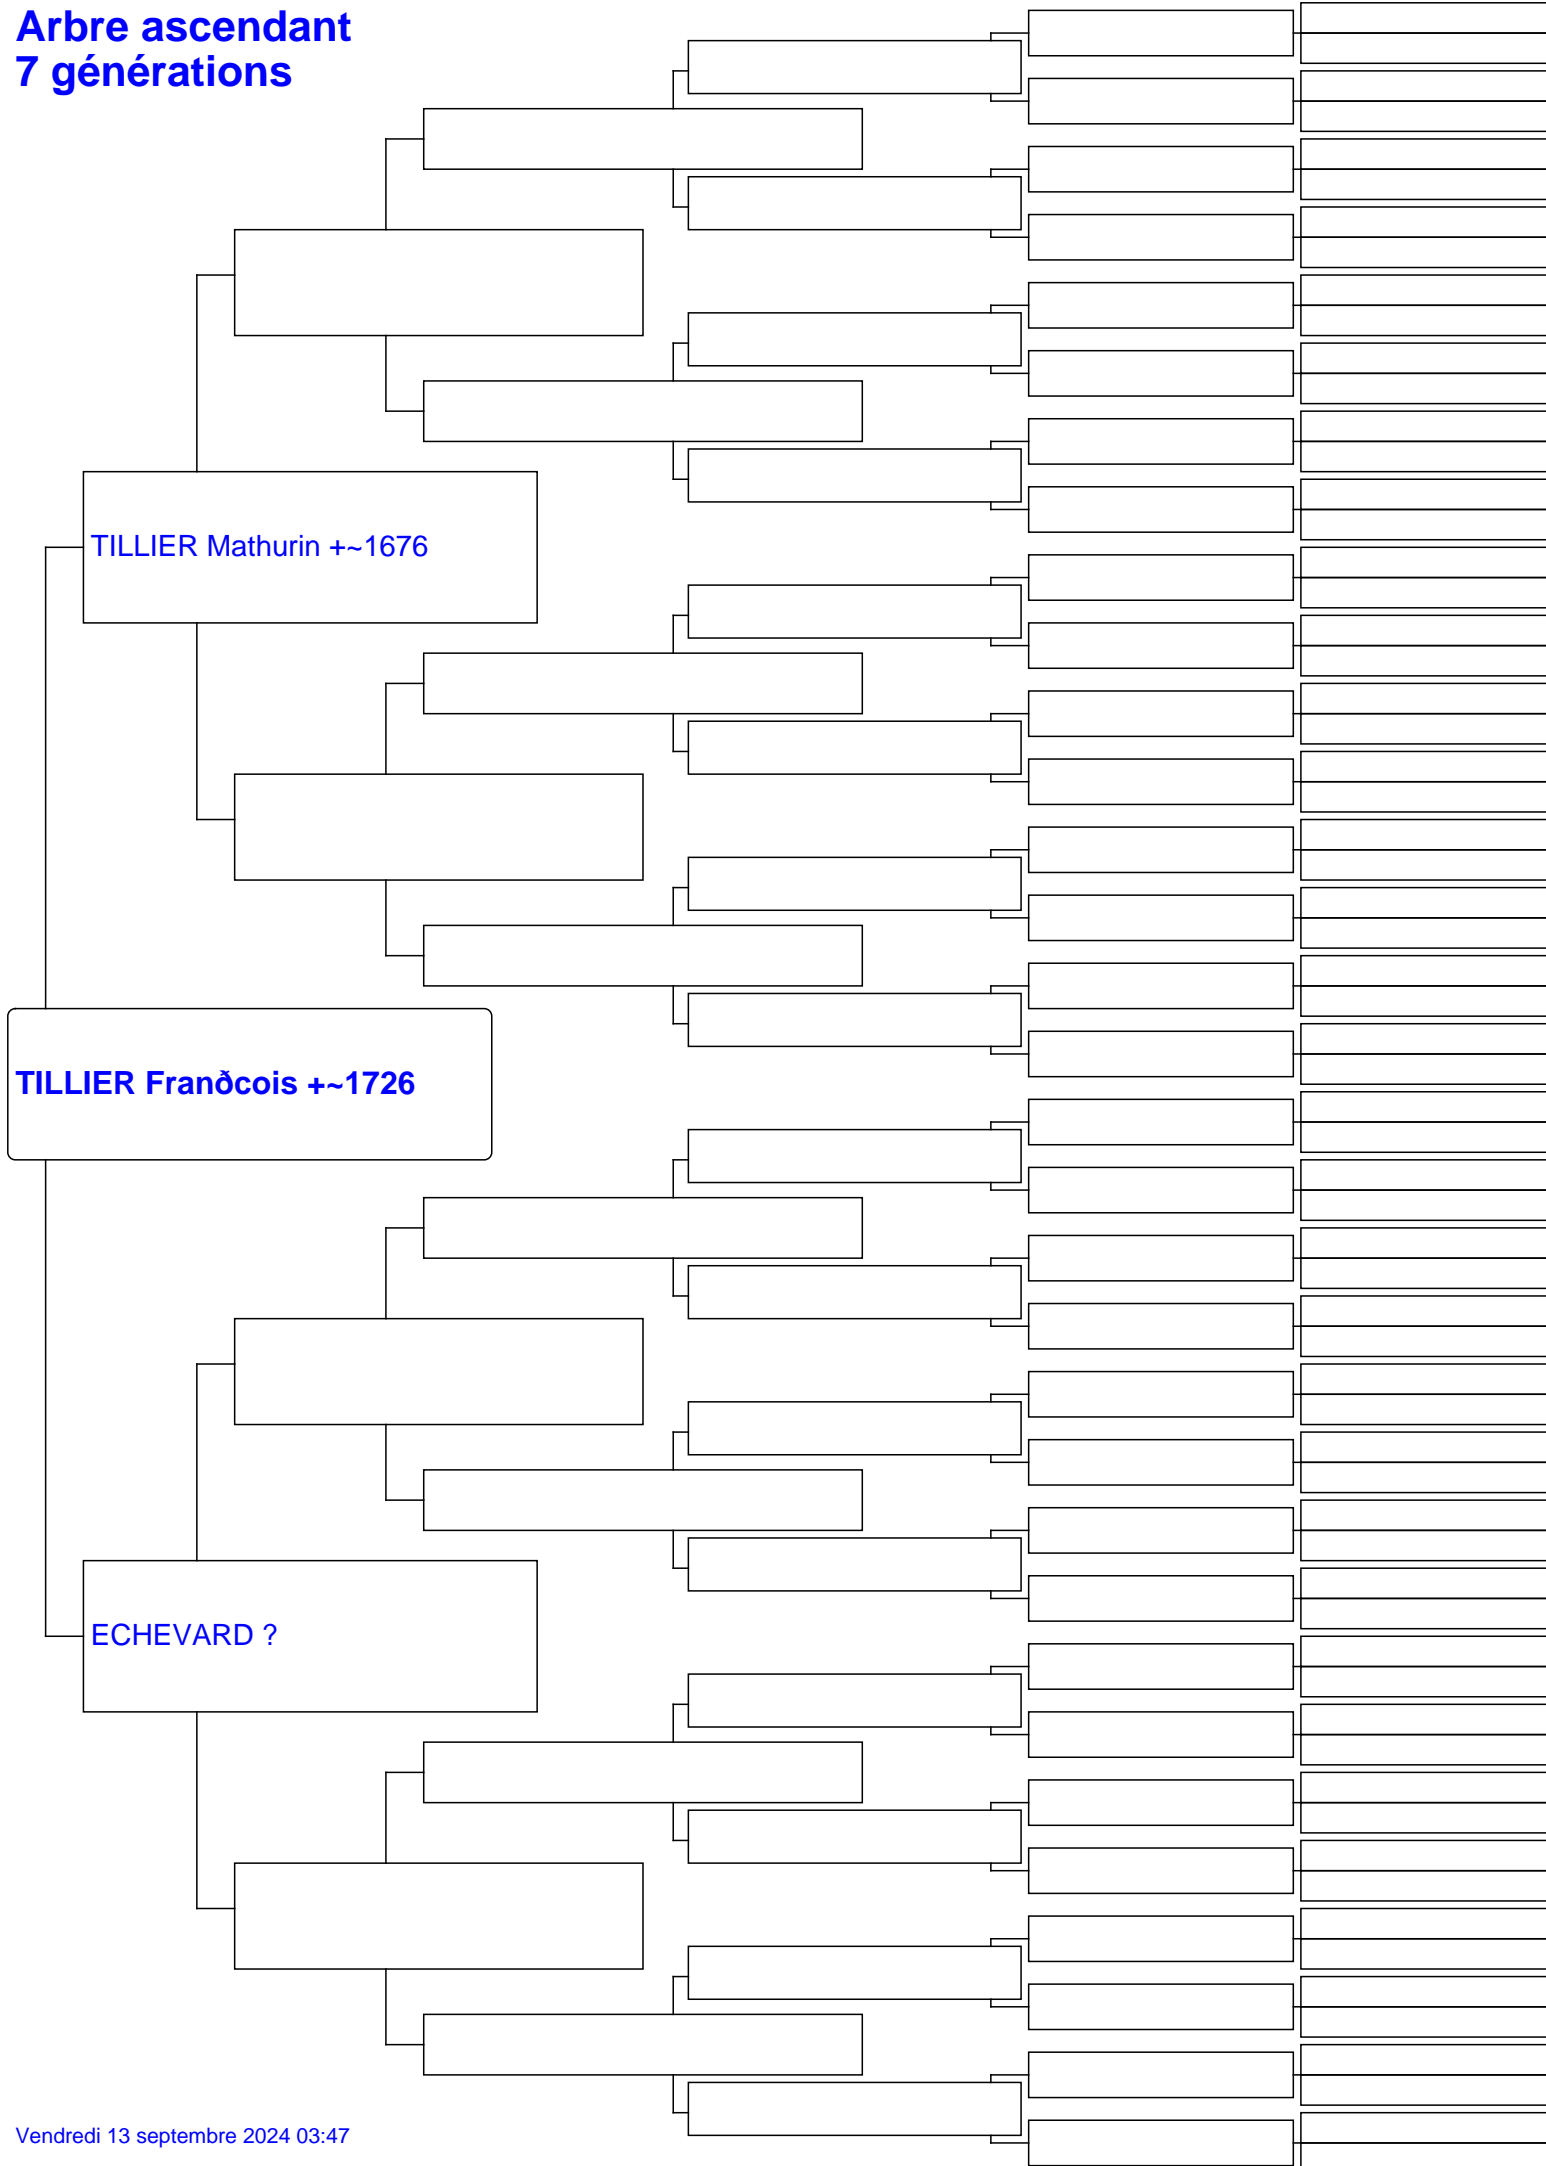 Arbre ascendant
7 générations
TILLIER Mathurin +~1676
TILLIER Franðcois +~1726
ECHEVARD ?
Vendredi 13 septembre 2024 03:47